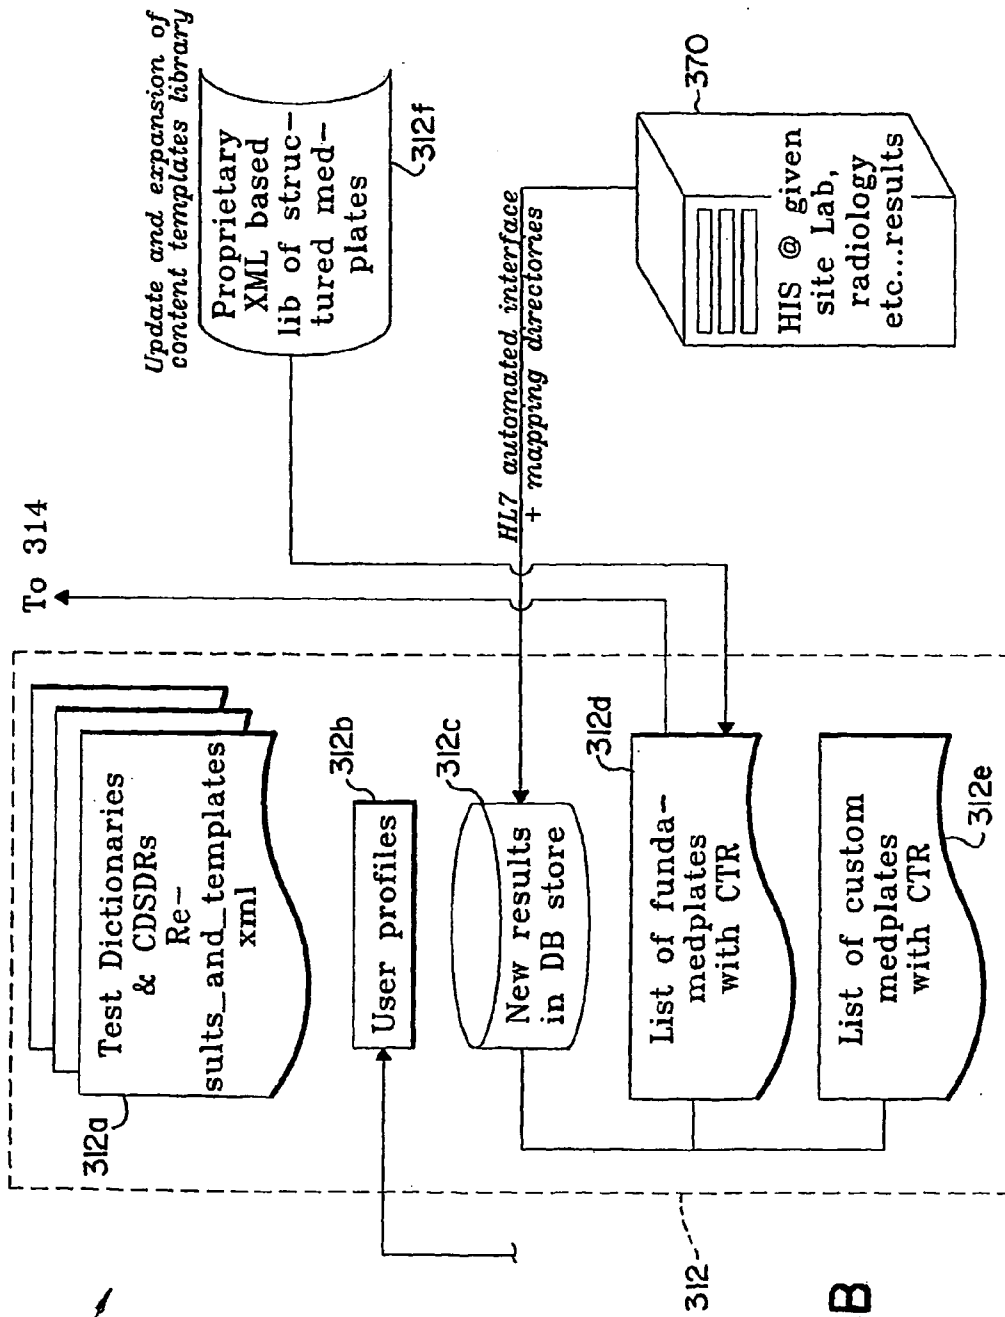 To 314
Update and expansion of
content templates library
Test Dictionaries
& CDSDRs
Re-
sults_and_templates
xml
312a
Proprietary
XML based
lib of struc-
tured med-
plates
312f
User profiles
312b
New results
in DB store
312c
HL7 automated interface
+ mapping directories
370
HIS @ given
site Lab,
radiology
etc...results
List of funda-
medplates
with CTR
312d
List of custom
medplates
with CTR
312e
312
B